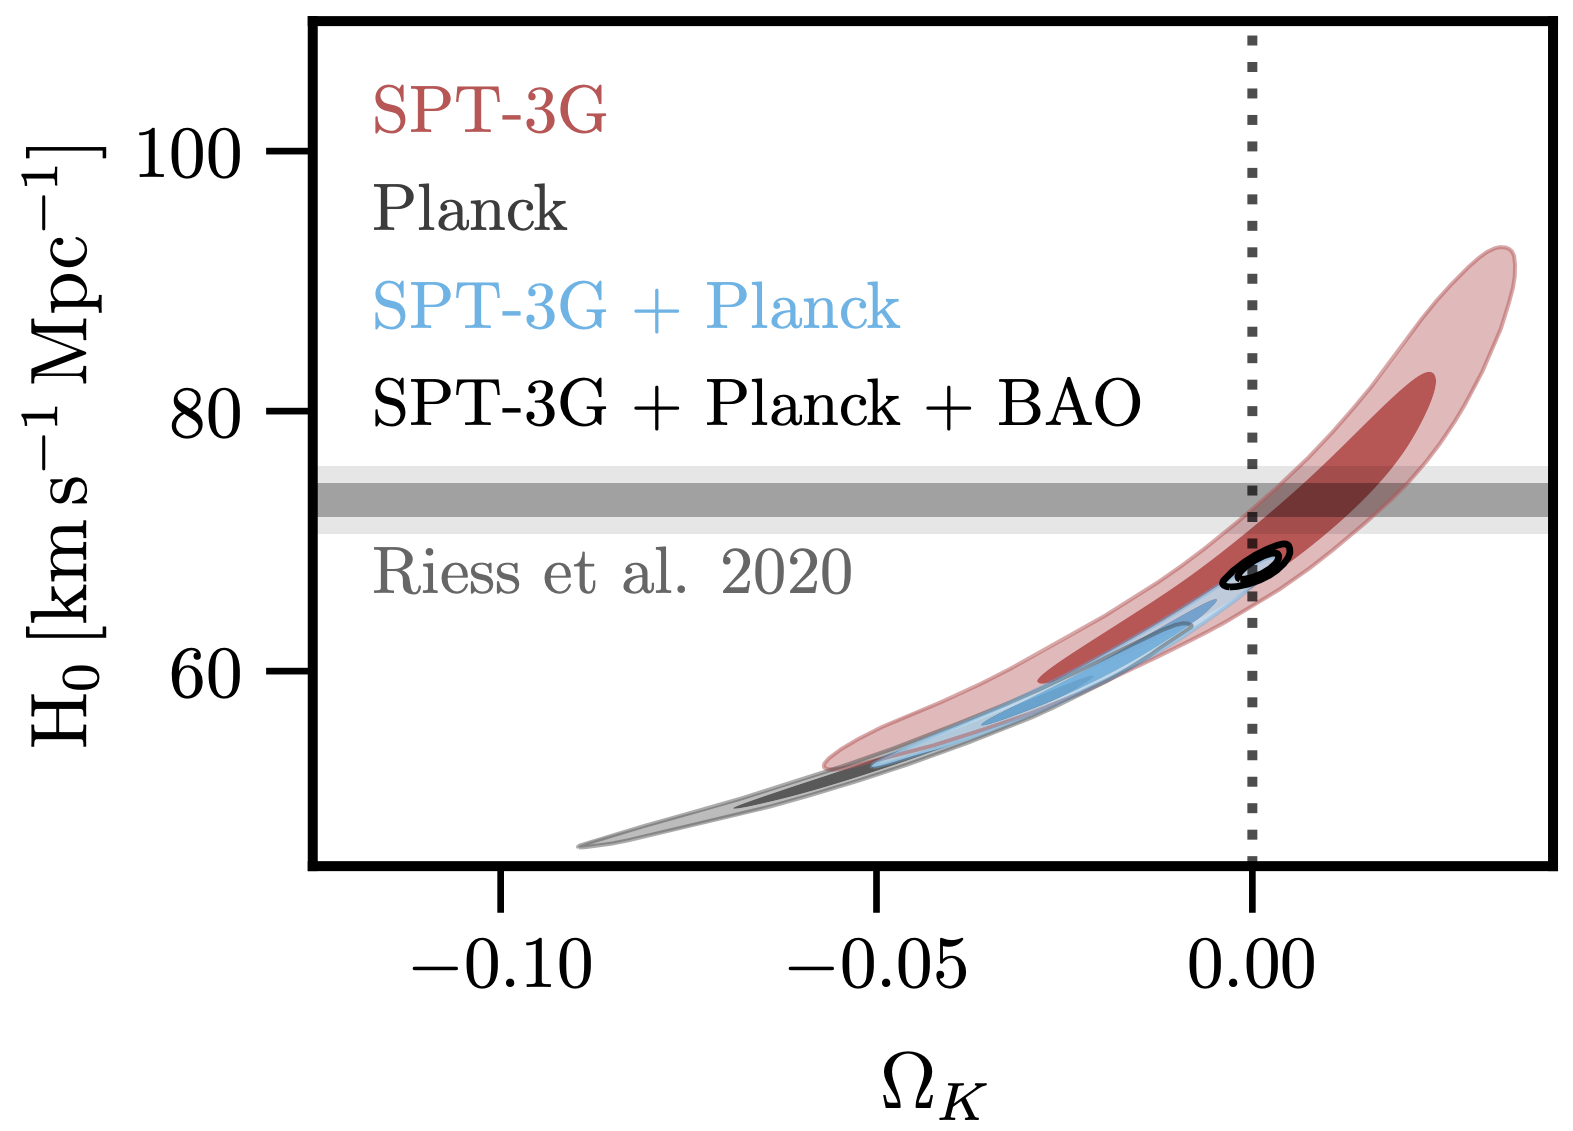 SPT-3G
Planck
SPT-3G + Planck
SPT-3G + Planck + BAO
Riess et al. 2020
H₀ [km s⁻¹ Mpc⁻¹]
100
80
60
−0.10 −0.05 0.00
Ω_K